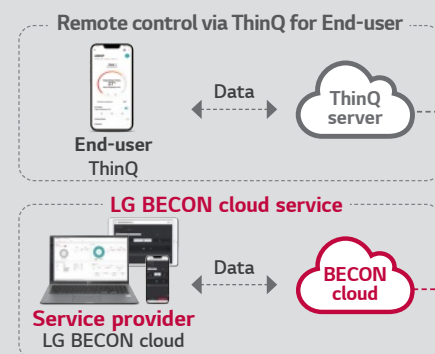 Remote control via ThinQ for End-user
Data
ThinQ
server
End-user
ThinQ
LG BECON cloud service
Data
BECON
cloud
Service provider
LG BECON cloud